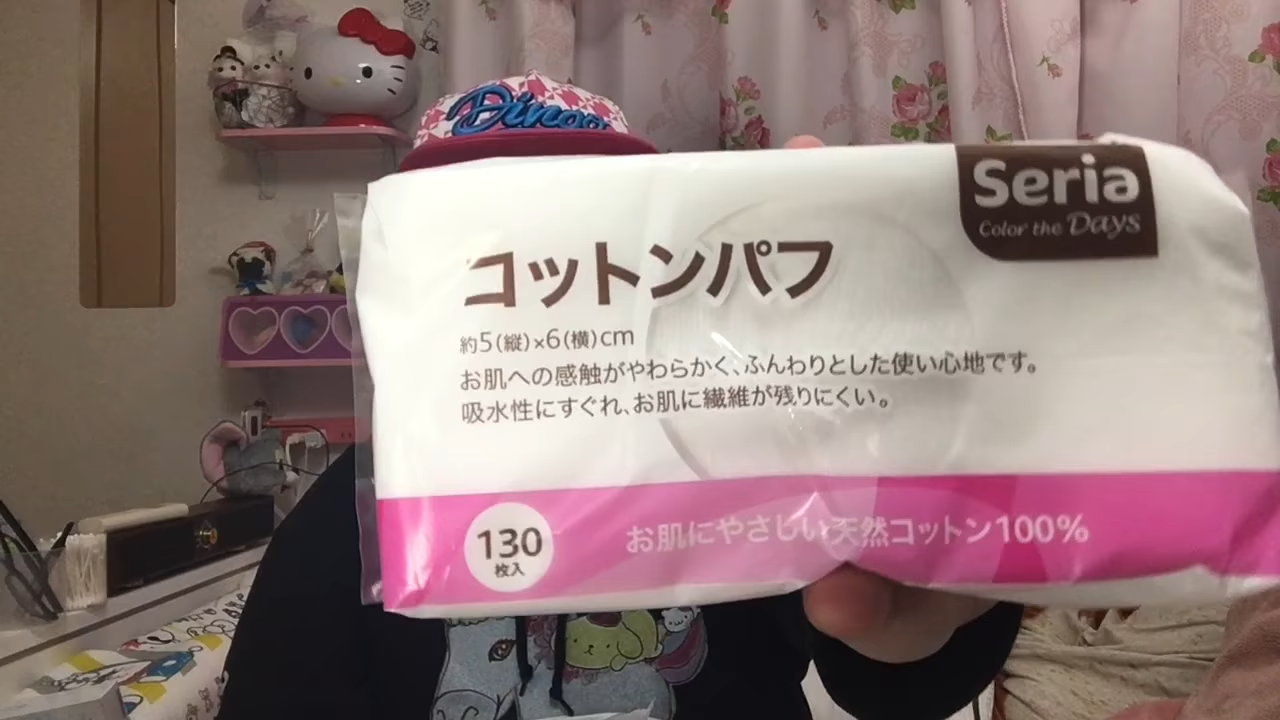 Seria
Color the Days
コットンパフ
約5(縦)×6(横)cm
お肌への感触がやわらかく、ふんわりとした使い心地です。
吸水性にすぐれ、お肌に繊維が残りにくい。
130
枚入
お肌にやさしい天然コットン100%